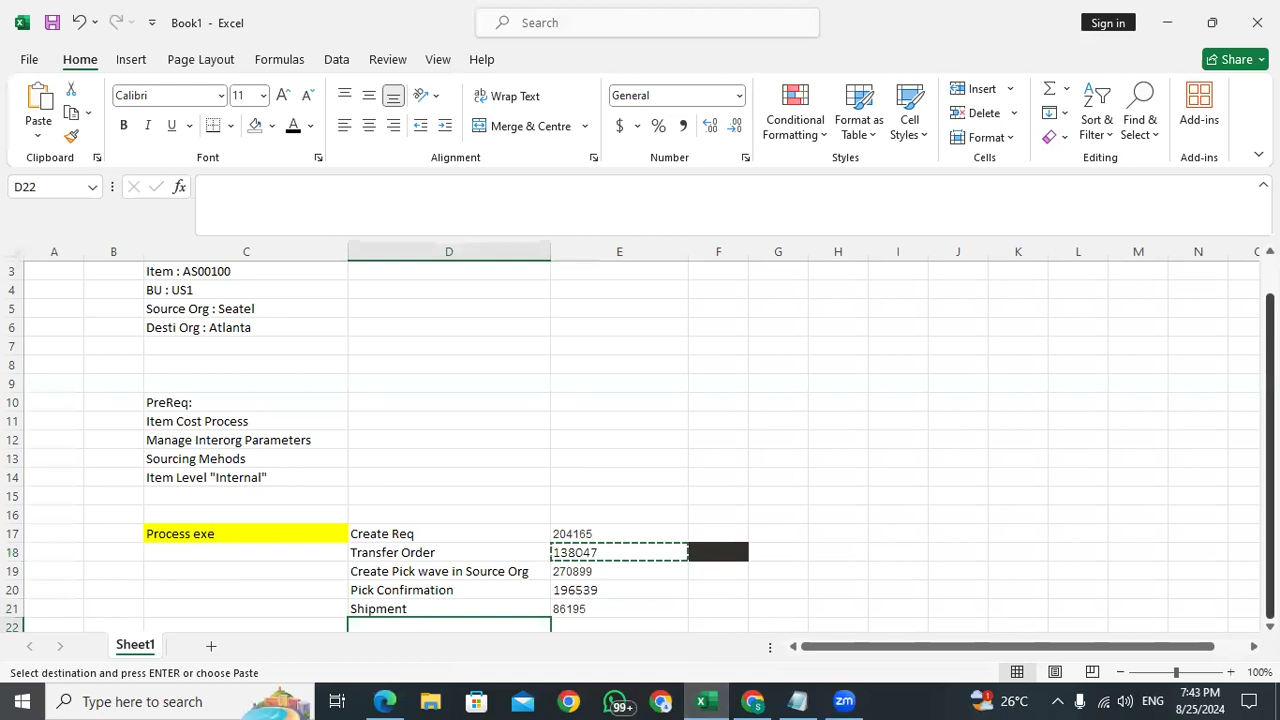 Book1 - Excel
Search
Sign in
File Home Insert Page Layout Formulas Data Review View Help
Share
Paste
Calibri 11
Wrap Text
General
Conditional Formatting
Format as Table
Cell Styles
Insert
Delete
Format
Sort & Filter
Find & Select
Add-ins
B I U A
Merge & Centre
$ % 9
Clipboard Font Alignment Number Styles Cells Editing Add-ins
D22 fx
A B C D E F G H I J K L M N
3 Item : AS00100
4 BU : US1
5 Source Org : Seatel
6 Desti Org : Atlanta
7
8
9
10 PreReq:
11 Item Cost Process
12 Manage Interorg Parameters
13 Sourcing Mehods
14 Item Level "Internal"
15
16
17 Process exe Create Req 204165
18 Transfer Order 138047
19 Create Pick wave in Source Org 270899
20 Pick Confirmation 196539
21 Shipment 86195
22
Sheet1
Select destination and press ENTER or choose Paste
100%
Type here to search
99+
zm
1
26°C
ENG
7:43 PM
8/25/2024